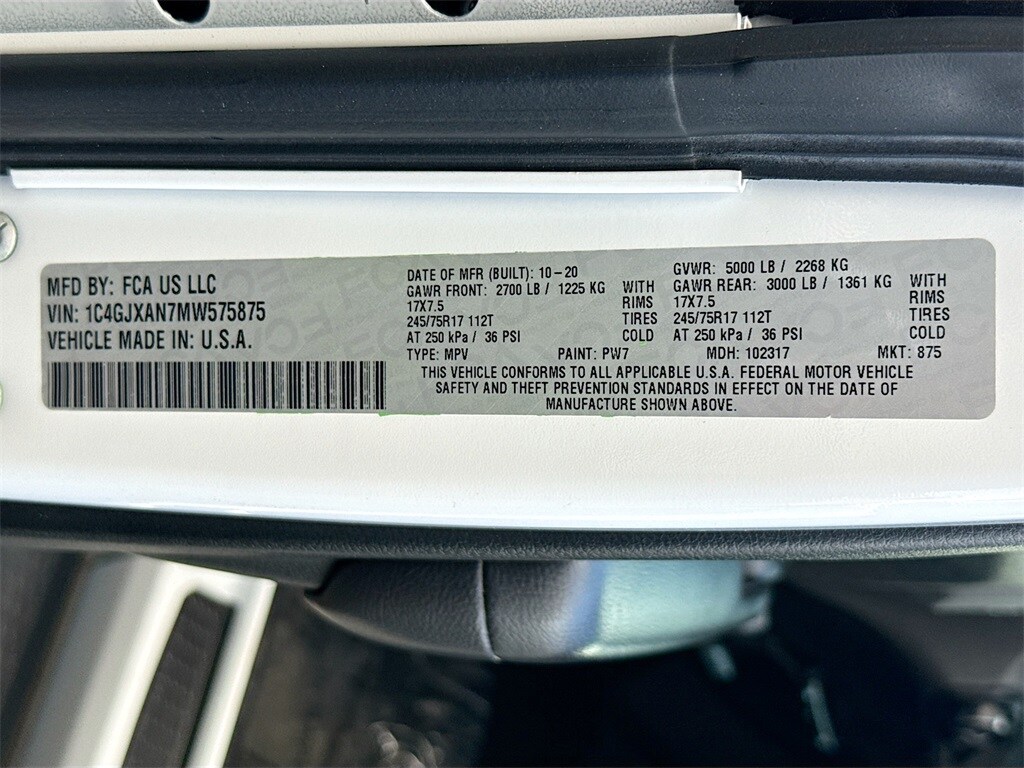 MFD BY: FCA US LLC
VIN: 1C4GJXAN7MW575875
VEHICLE MADE IN: U.S.A.
DATE OF MFR (BUILT): 10-20
GVWR: 5000 LB / 2268 KG
GAWR FRONT: 2700 LB / 1225 KG WITH
GAWR REAR: 3000 LB / 1361 KG WITH
17X7.5 RIMS
17X7.5 RIMS
245/75R17 112T TIRES
245/75R17 112T TIRES
AT 250 kPa / 36 PSI COLD
AT 250 kPa / 36 PSI COLD
TYPE: MPV PAINT: PW7 MDH: 102317 MKT: 875
THIS VEHICLE CONFORMS TO ALL APPLICABLE U.S.A. FEDERAL MOTOR VEHICLE
SAFETY AND THEFT PREVENTION STANDARDS IN EFFECT ON THE DATE OF
MANUFACTURE SHOWN ABOVE.